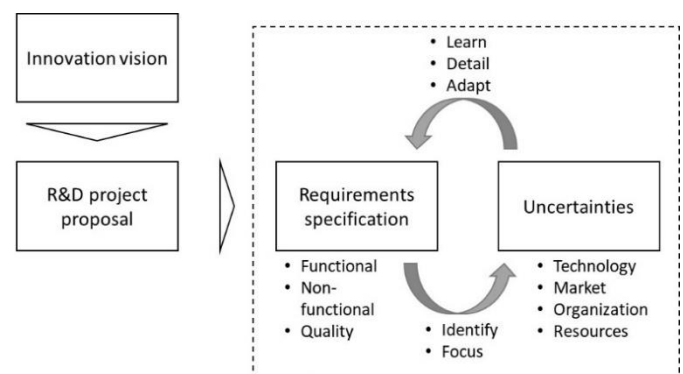 Innovation vision
R&D project
proposal
• Learn
• Detail
• Adapt
Requirements
specification
Uncertainties
• Functional
• Non-
functional
• Quality
• Identify
• Focus
• Technology
• Market
• Organization
• Resources